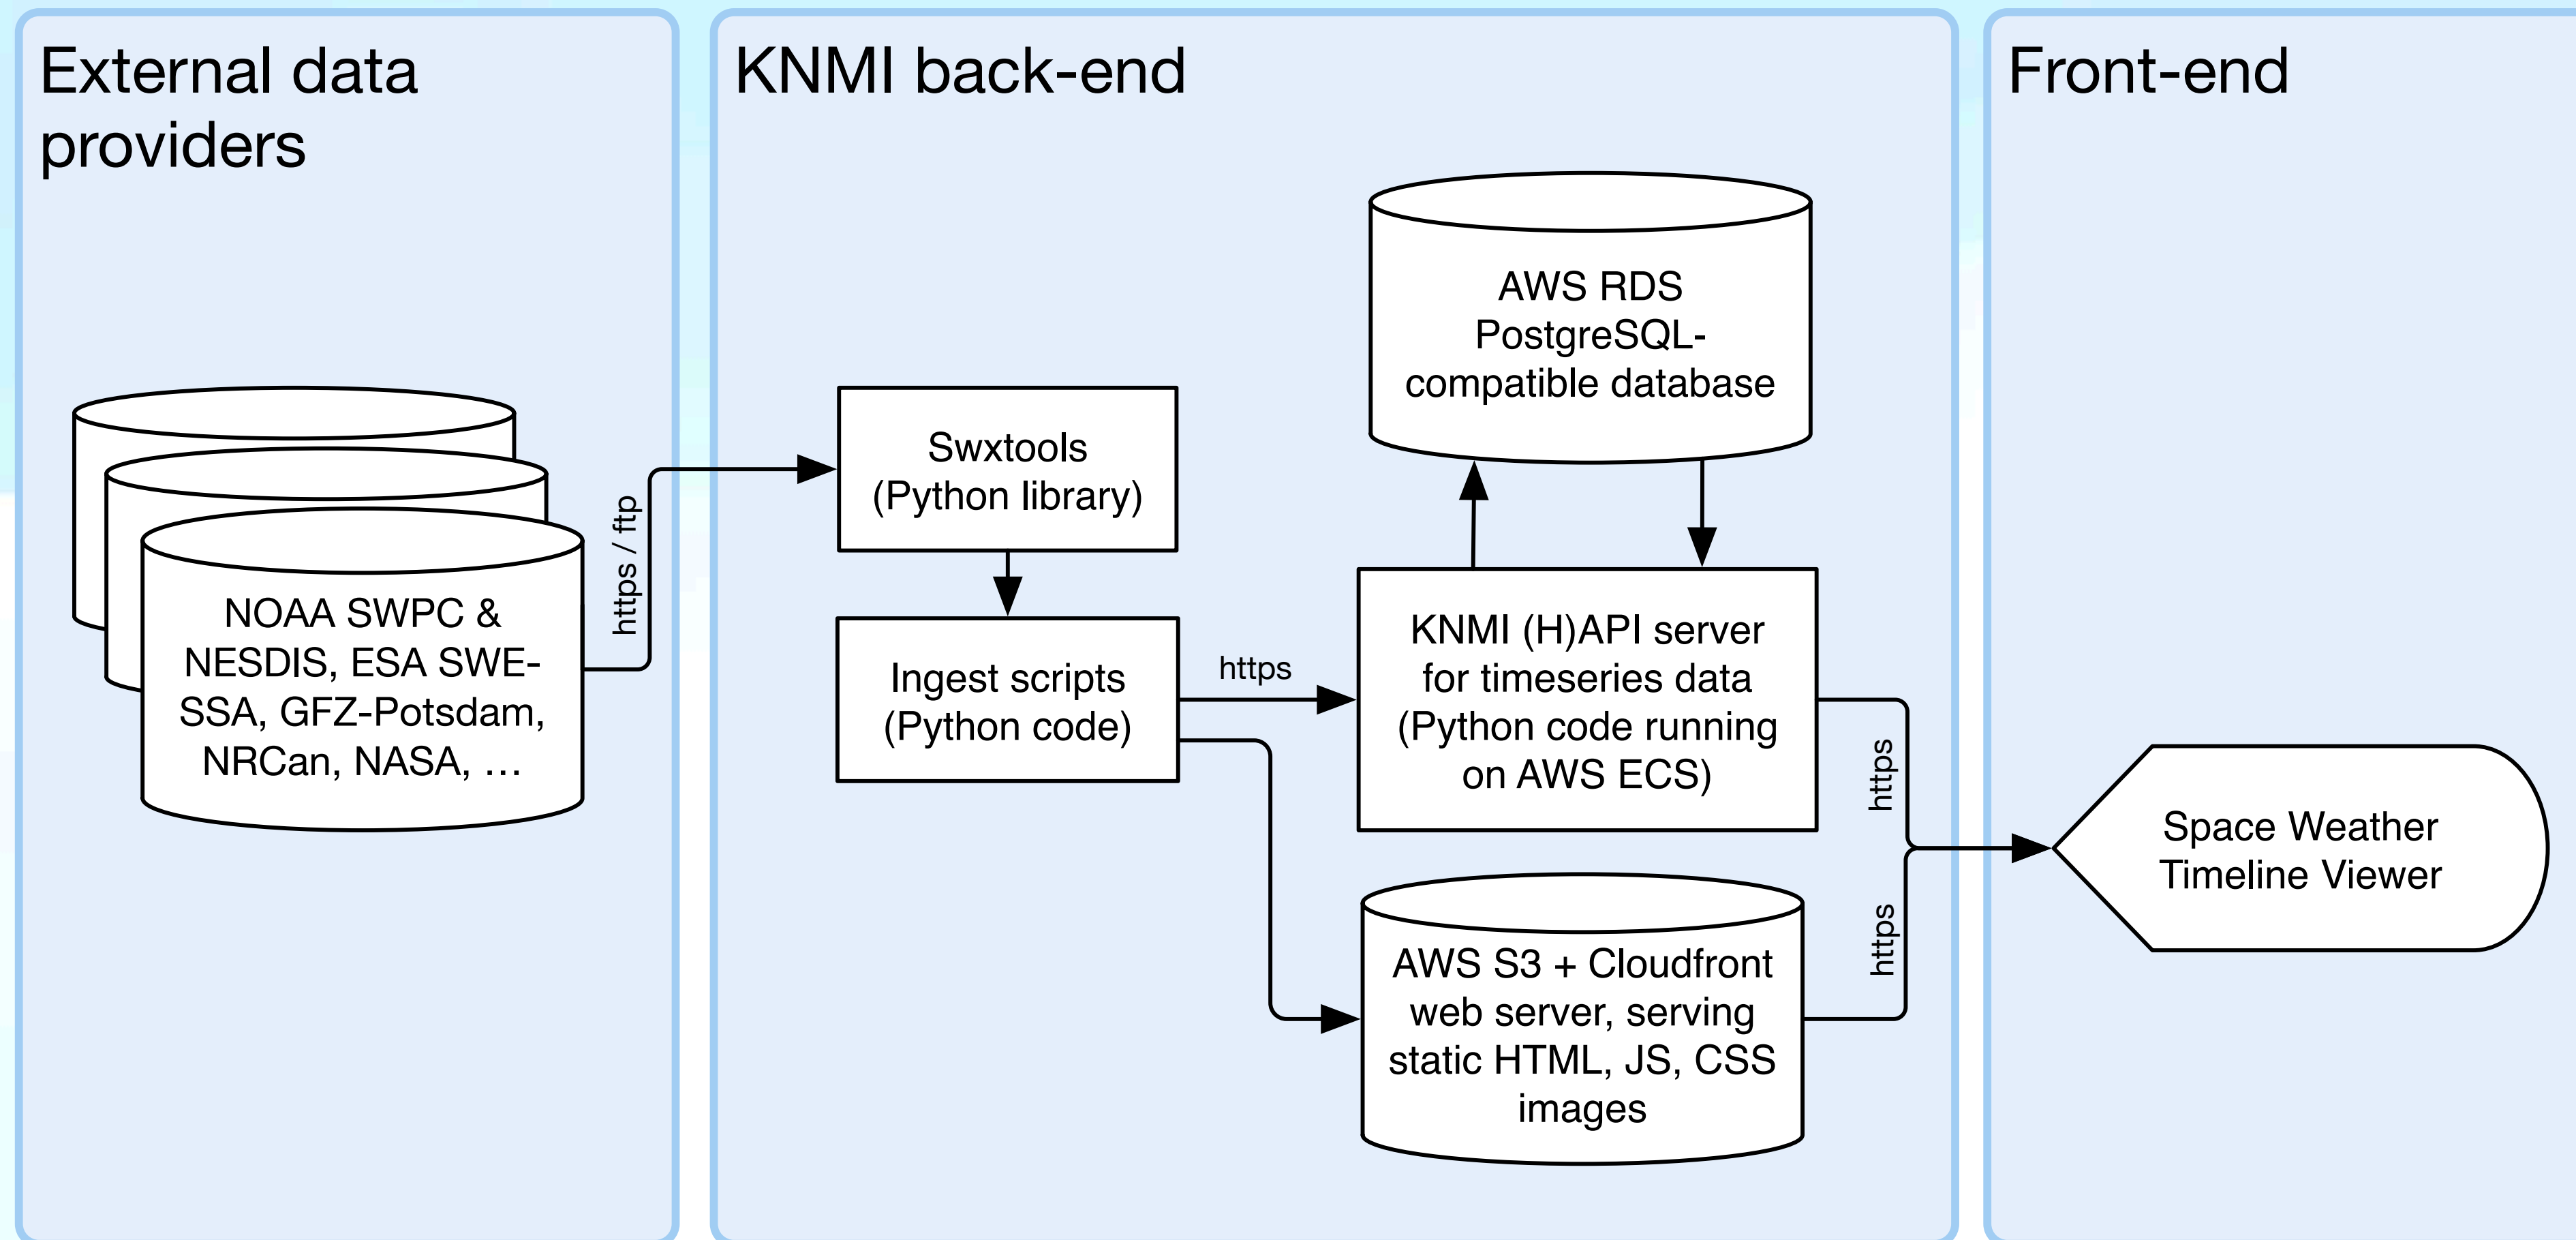 External data
providers
NOAA SWPC &
NESDIS, ESA SWE-
SSA, GFZ-Potsdam,
NRCan, NASA, …
https / ftp
KNMI back-end
Swxtools
(Python library)
Ingest scripts
(Python code)
https
AWS RDS
PostgreSQL-
compatible database
KNMI (H)API server
for timeseries data
(Python code running
on AWS ECS)
AWS S3 + Cloudfront
web server, serving
static HTML, JS, CSS
images
https
https
Front-end
Space Weather
Timeline Viewer